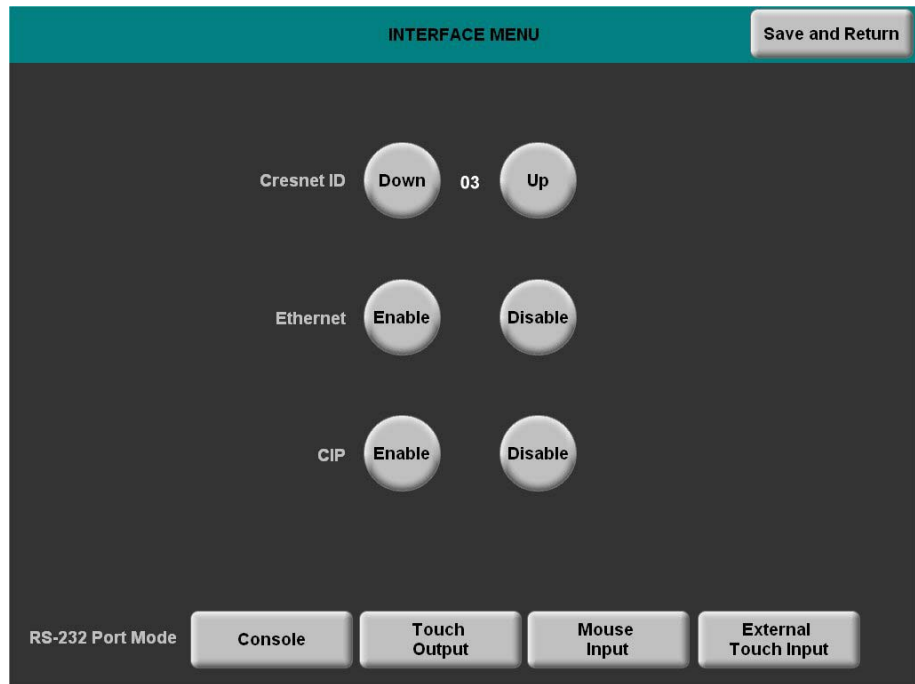 INTERFACE MENU
Save and Return
Cresnet ID Down 03 Up
Ethernet Enable Disable
CIP Enable Disable
RS-232 Port Mode
Console
Touch
Output
Mouse
Input
External
Touch Input